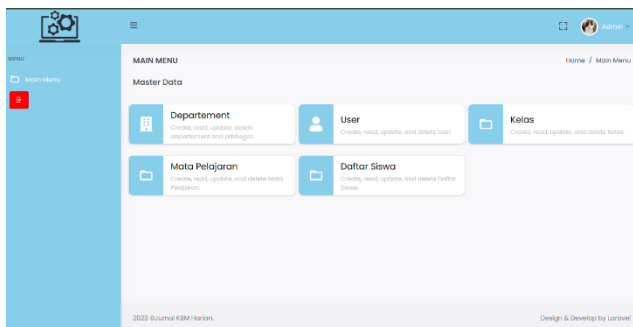 Admin
MENU
MAIN MENU
Home / Main Menu
Main Menu
Master Data
Departement
Create, read, update, delete
departement and privileges.
User
Create, read, update, and delete User.
Kelas
Create, read, update, and delete Kelas.
Mata Pelajaran
Create, read, update, and delete Mata
Pelajaran.
Daftar Siswa
Create, read, update, and delete Daftar
Siswa.
2023 ©Jurnal KBM Harian.
Design & Develop by Laravel